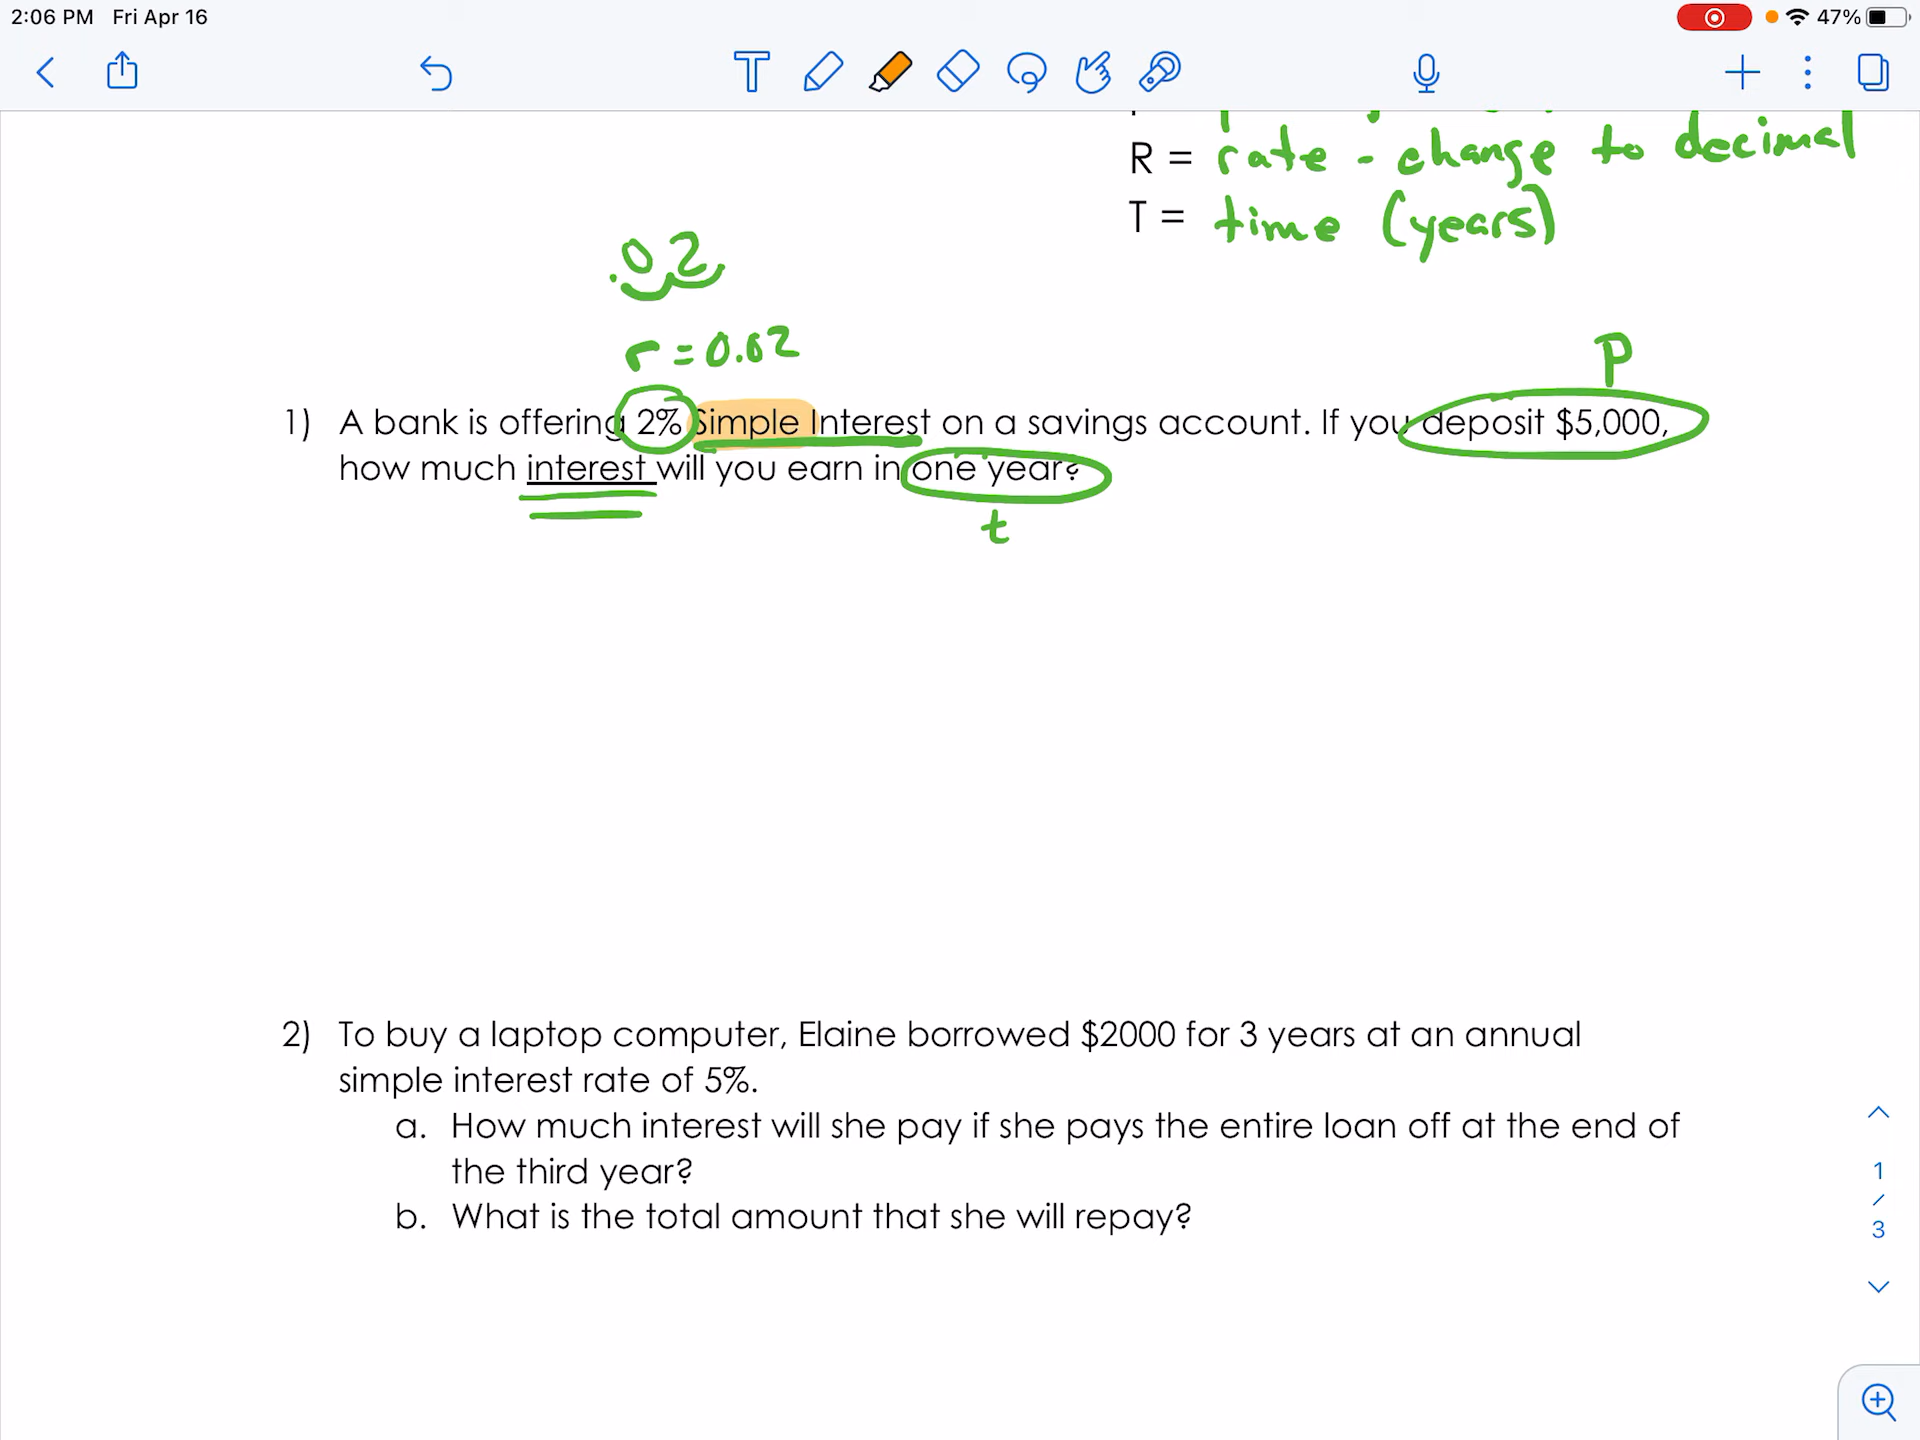 2:06 PM Fri Apr 16 47%
R = rate - change to decimal
T = time (years)
.02
r = 0.02
P
1) A bank is offering 2% Simple Interest on a savings account. If you deposit $5,000,
how much interest will you earn in one year?
t
2) To buy a laptop computer, Elaine borrowed $2000 for 3 years at an annual
simple interest rate of 5%.
a. How much interest will she pay if she pays the entire loan off at the end of
the third year?
b. What is the total amount that she will repay?
1
/
3